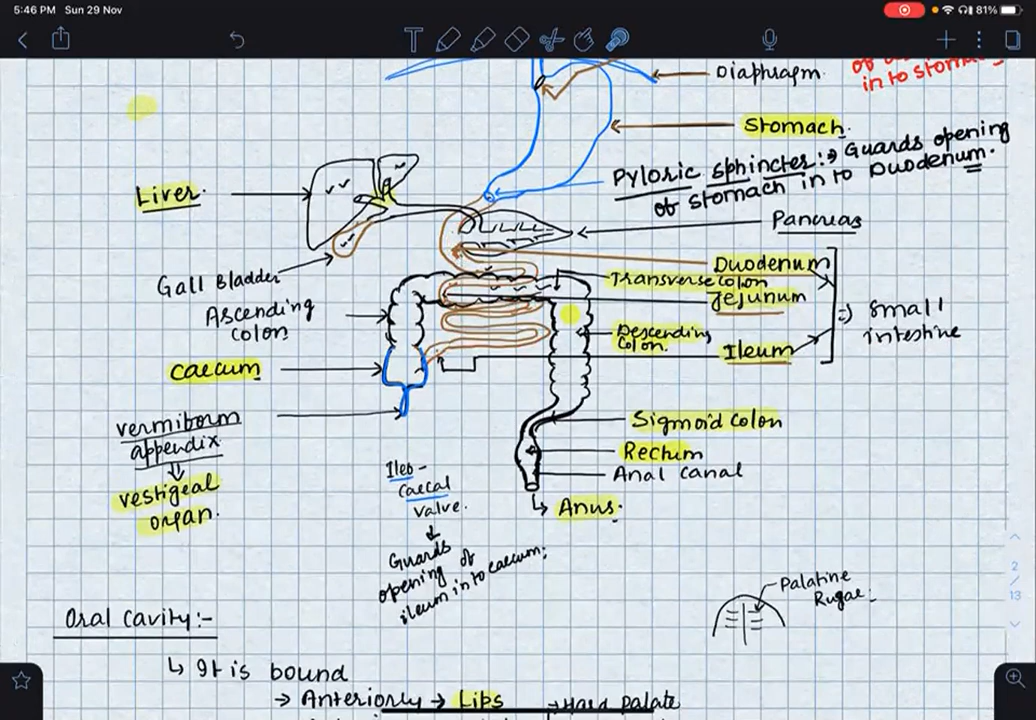 5:46 PM Sun 29 Nov
81%
Diaphragm.
in to stomac
Stomach.
Pyloric sphincter:→ Guards opening
of stomach in to Duodenum.
Liver.
Pancreas
Gall Bladder
Duodenum
Transverse colon
Jejunum
Small
intestine
Ascending
colon
Descending
colon.
Ileum
Caecum
vermiform
appendix
vestigeal
organ.
Sigmoid colon
Rectum
Anal canal
Anus.
Ileo-
Caecal
valve.
Guards
opening of
ileum in to caecum;
2
/
13
Palatine
Rugae:-
Oral Cavity:-
↳ It is bound
→ Anteriorly → Lips
→Hard palate